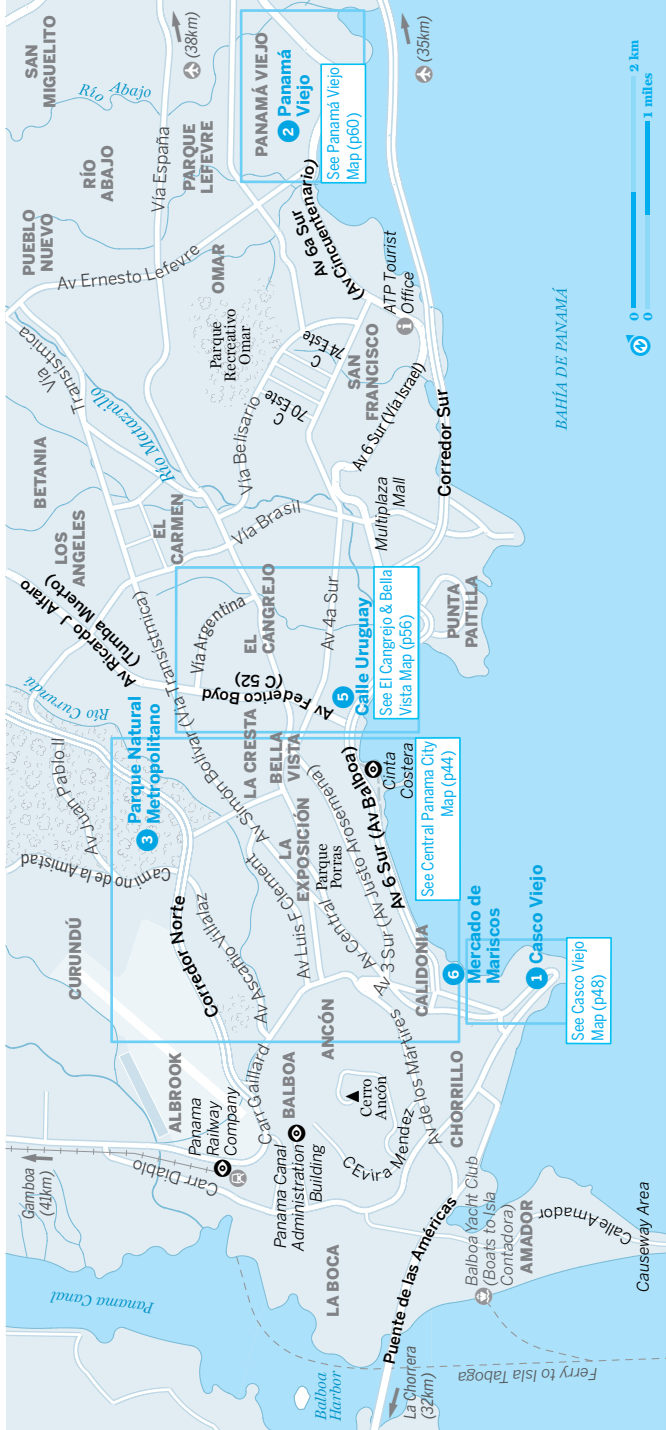 Gamboa
(41km)
Panama Canal
Balboa
Harbor
La Chorrera
(32km)
Ferry to Isla Taboga
Puente de las Américas
LA BOCA
Balboa Yacht Club
(Boats to Isla
Contadora)
AMADOR
Calle Amador
Causeway Area
Carr Diablo
Panama
Railway
Company
Panama Canal
Administration
Building
BALBOA
ALBROOK
Carr Gaillard
Cerro
Ancón
C Evira Mendez
ANCÓN
Av de los Mártires
CHORRILLO
CURUNDÚ
Corredor Norte
Av Ascanio Villalaz
Camino de la Amistad
Av Juan Pablo II
3 Parque Natural
Metropolitano
Río Curundú
Av Luis F Clement
Av Simón Bolívar (Vía Transístmica)
LA CRESTA
BELLA
VISTA
LA
EXPOSICIÓN
Parque
Porras
Av Central
Av 3 Sur (Av Justo Arosemena)
Av 6 Sur (Av Balboa)
CALIDONIA
6 Mercado de
Mariscos
1 Casco Viejo
See Casco Viejo
Map (p48)
Cinta
Costera
See Central Panama City
Map (p44)
Av Ricardo J Alfaro
(Tumba Muerto)
LOS
ANGELES
BETANIA
Vía Argentina
EL
CANGREJO
Av Federico Boyd
(C 52)
5
Calle Uruguay
See El Cangrejo & Bella
Vista Map (p56)
Av 4a Sur
PUNTA
PAITILLA
EL
CARMEN
Vía Brasil
Multiplaza
Mall
Vía
Transístmica
Río Mataznillo
Vía Belisario
Parque
Recreativo
Omar
OMAR
C
70 Este
C
74 Este
SAN
FRANCISCO
Av 6 Sur (Vía Israel)
Corredor Sur
ATP Tourist
Office
Av 6a Sur
(Av Cincuentenario)
Av Ernesto Lefevre
PUEBLO
NUEVO
RÍO
ABAJO
Vía España
PARQUE
LEFEVRE
Río Abajo
SAN
MIGUELITO
(38km)
PANAMÁ VIEJO
2 Panamá
Viejo
See Panamá Viejo
Map (p60)
(35km)
BAHÍA DE PANAMÁ
N
0 2 km
0 1 miles